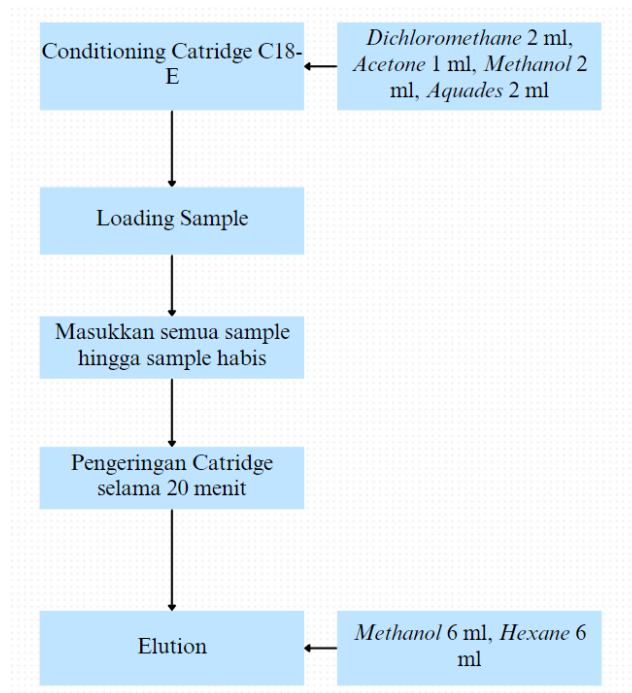 Conditioning Catridge C18-
E
Dichloromethane 2 ml,
Acetone 1 ml, Methanol 2
ml, Aquades 2 ml
Loading Sample
Masukkan semua sample
hingga sample habis
Pengeringan Catridge
selama 20 menit
Elution
Methanol 6 ml, Hexane 6
ml